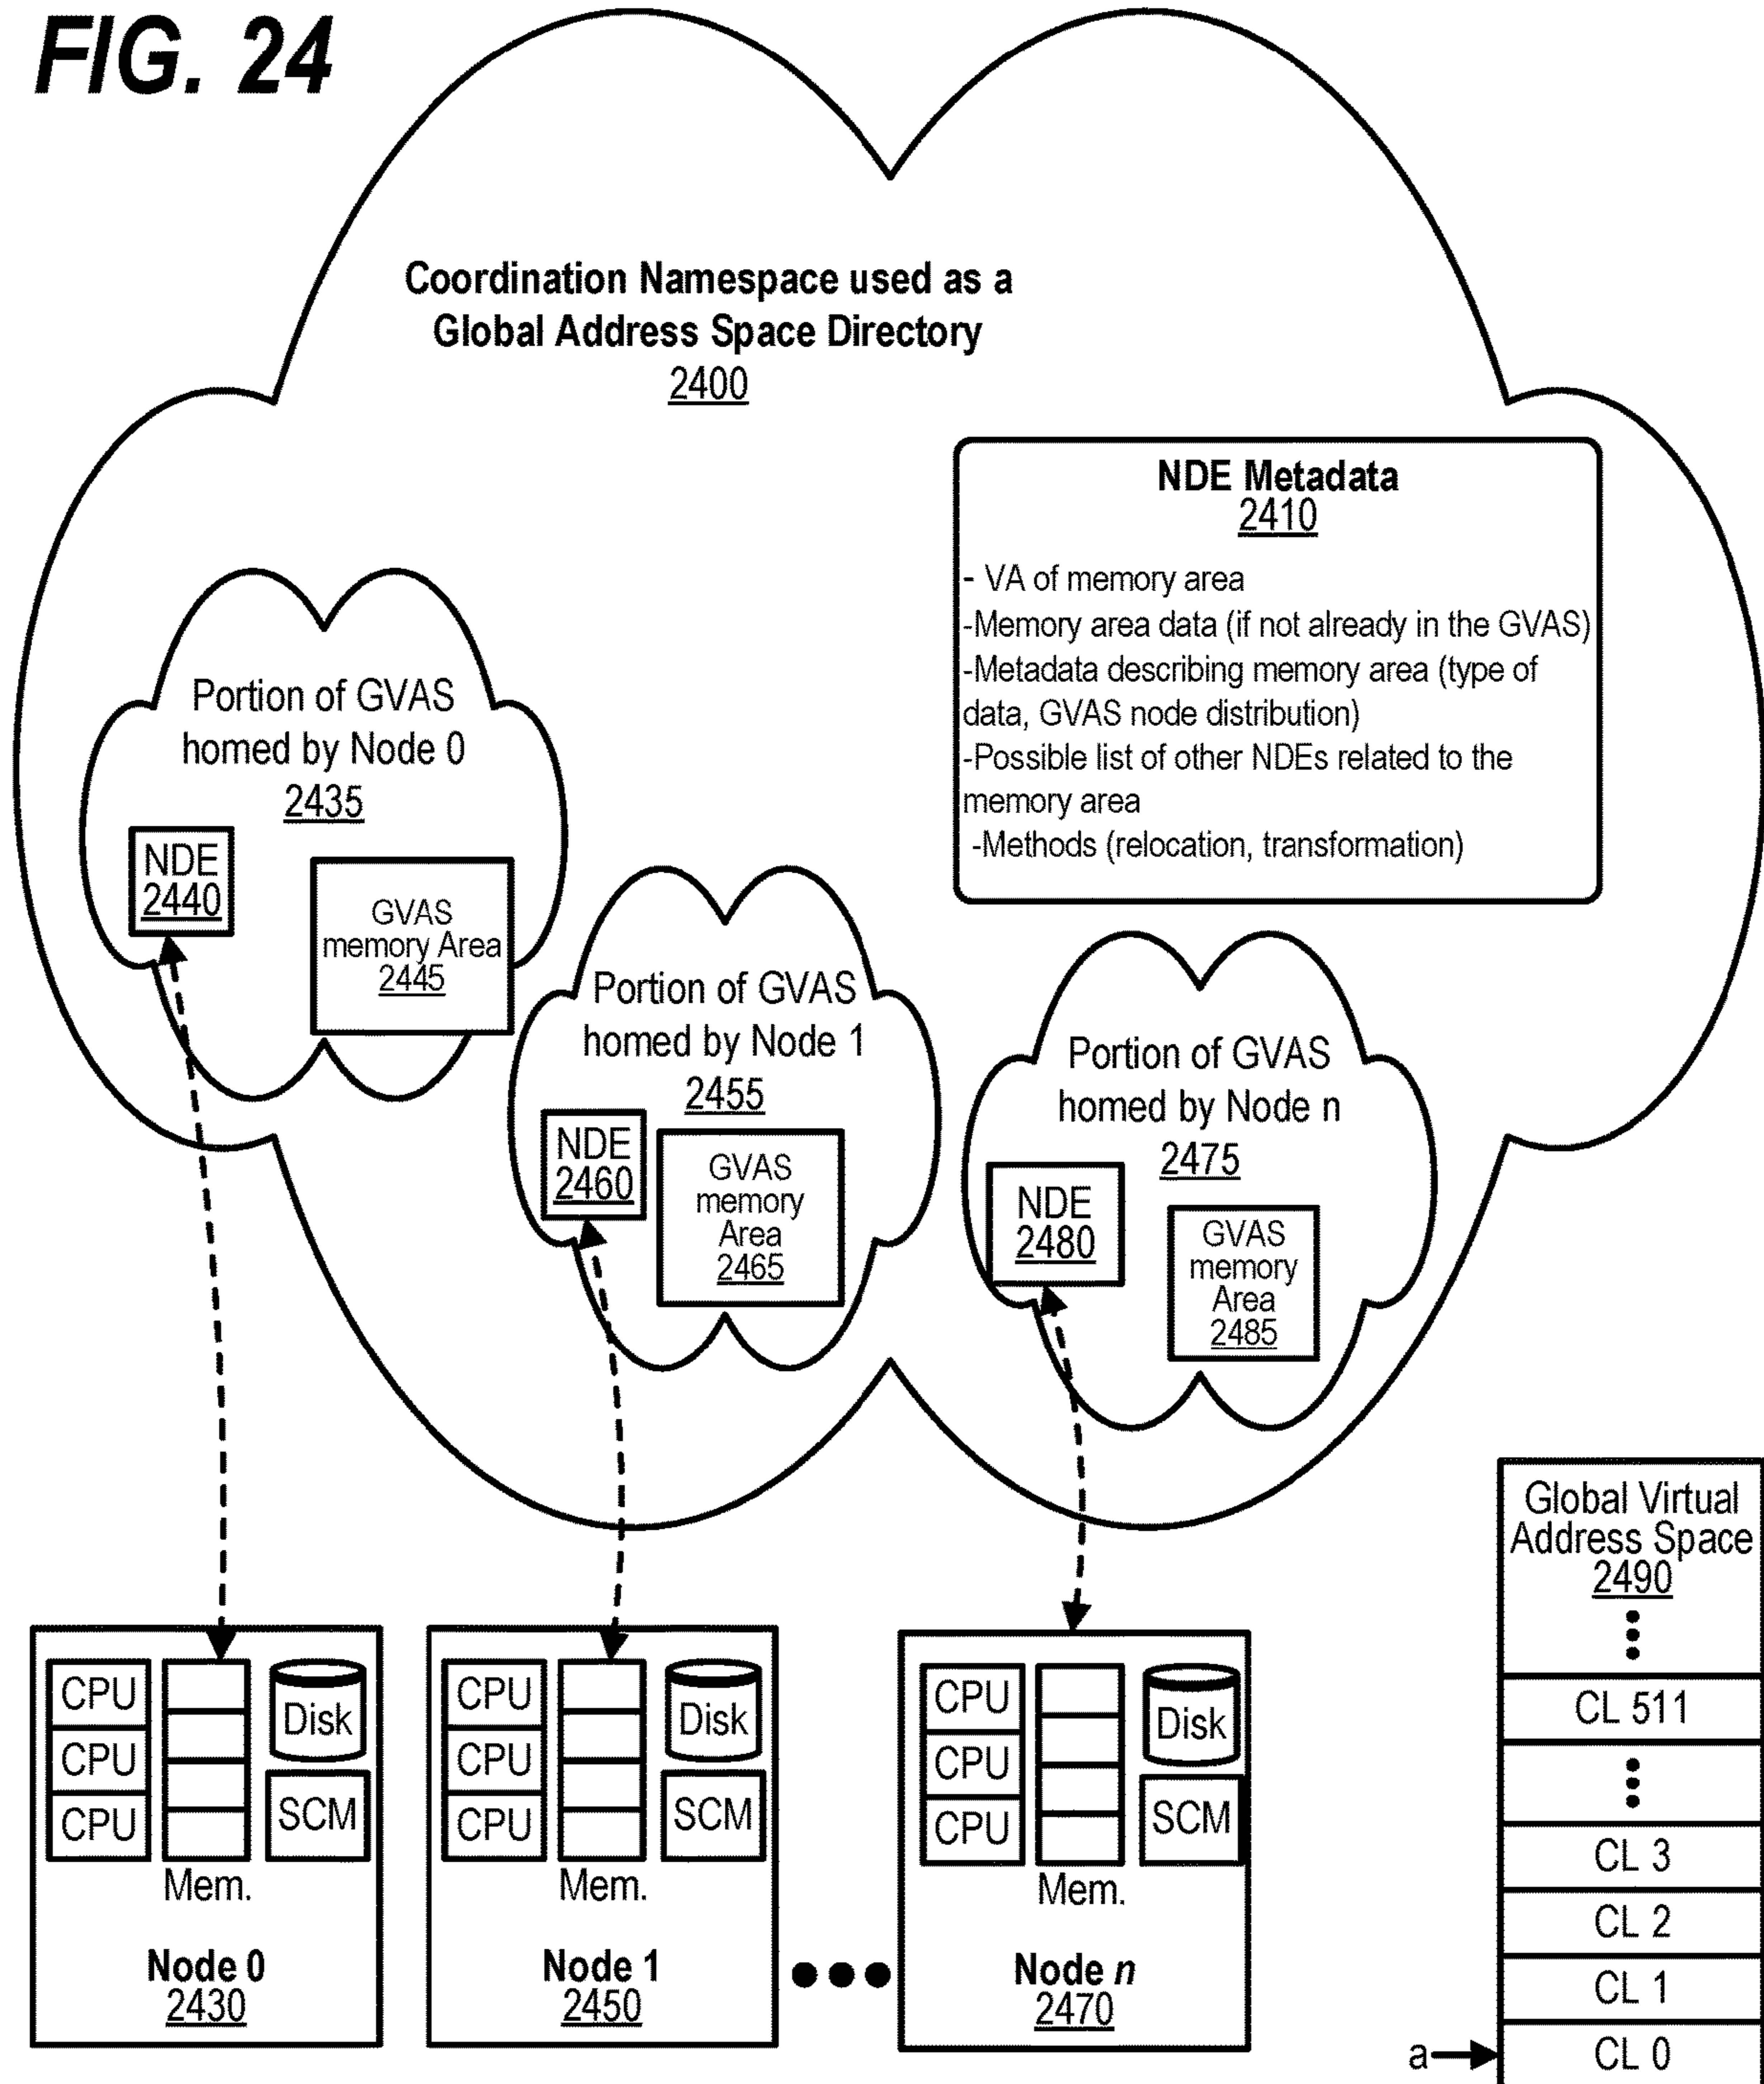 FIG. 24
Coordination Namespace used as a
Global Address Space Directory
2400
NDE Metadata
2410
- VA of memory area
-Memory area data (if not already in the GVAS)
-Metadata describing memory area (type of
data, GVAS node distribution)
-Possible list of other NDEs related to the
memory area
-Methods (relocation, transformation)
Portion of GVAS
homed by Node 0
2435
NDE
2440
GVAS
memory Area
2445
Portion of GVAS
homed by Node 1
2455
NDE
2460
GVAS
memory
Area
2465
Portion of GVAS
homed by Node n
2475
NDE
2480
GVAS
memory
Area
2485
CPU
CPU
CPU
Mem.
Disk
SCM
Node 0
2430
CPU
CPU
CPU
Mem.
Disk
SCM
Node 1
2450
CPU
CPU
CPU
Mem.
Disk
SCM
Node n
2470
Global Virtual
Address Space
2490
CL 511
CL 3
CL 2
CL 1
a
CL 0